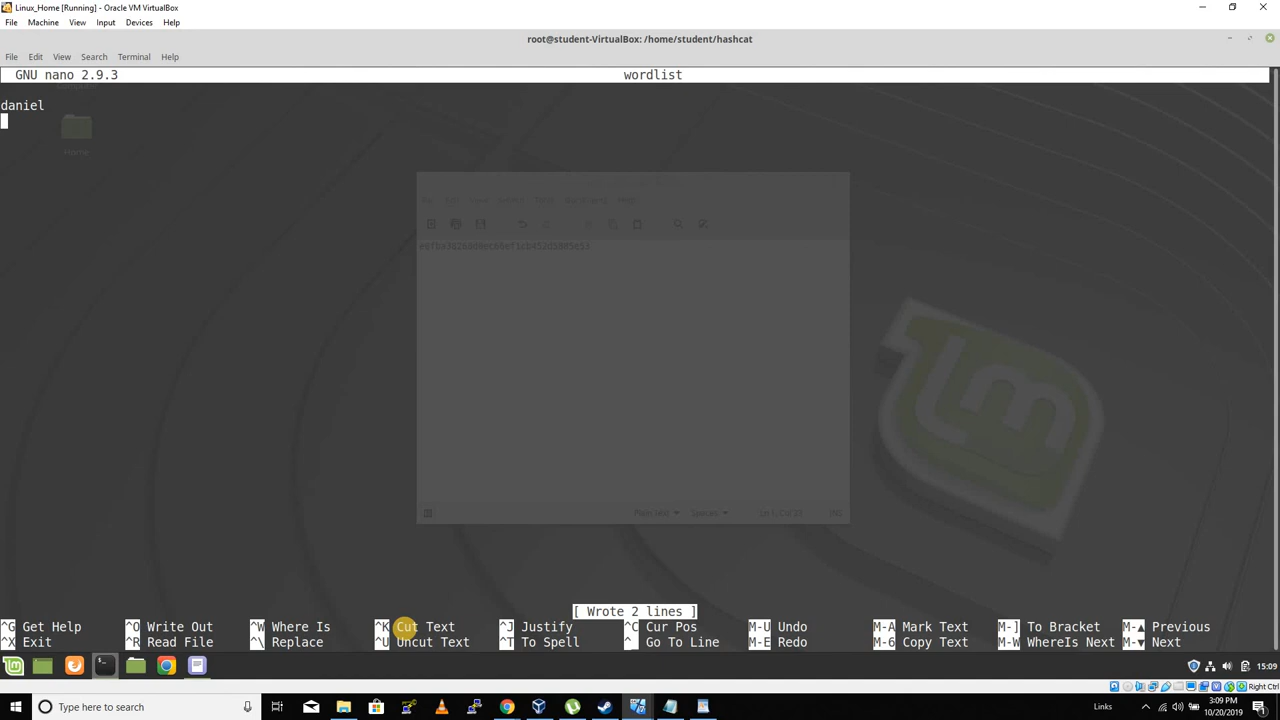 Linux_Home [Running] - Oracle VM VirtualBox
File Machine View Input Devices Help
root@student-VirtualBox: /home/student/hashcat
File Edit View Search Terminal Help
GNU nano 2.9.3 wordlist
daniel
Home
[ Wrote 2 lines ]
^G Get Help ^O Write Out ^W Where Is ^K Cut Text ^J Justify ^C Cur Pos M-U Undo M-A Mark Text M-] To Bracket M-▲ Previous
^X Exit ^R Read File ^\ Replace ^U Uncut Text ^T To Spell ^_ Go To Line M-E Redo M-6 Copy Text M-W WhereIs Next M-▼ Next
15:09
Right Ctrl
Type here to search
Links
3:09 PM
10/20/2019